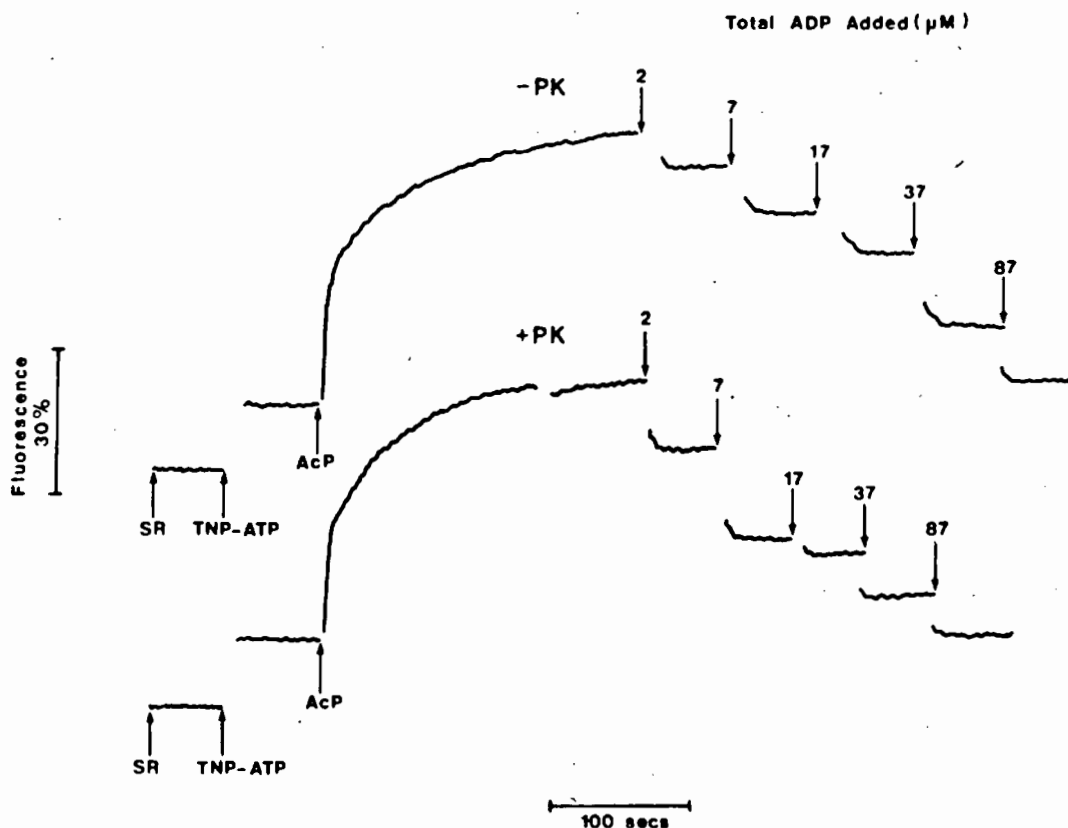 Total ADP Added (µM)
2
-PK
7
17
37
87
2
+PK
7
Fluorescence
30%
AcP
17
37
87
SR TNP-ATP
AcP
SR TNP-ATP
100 secs